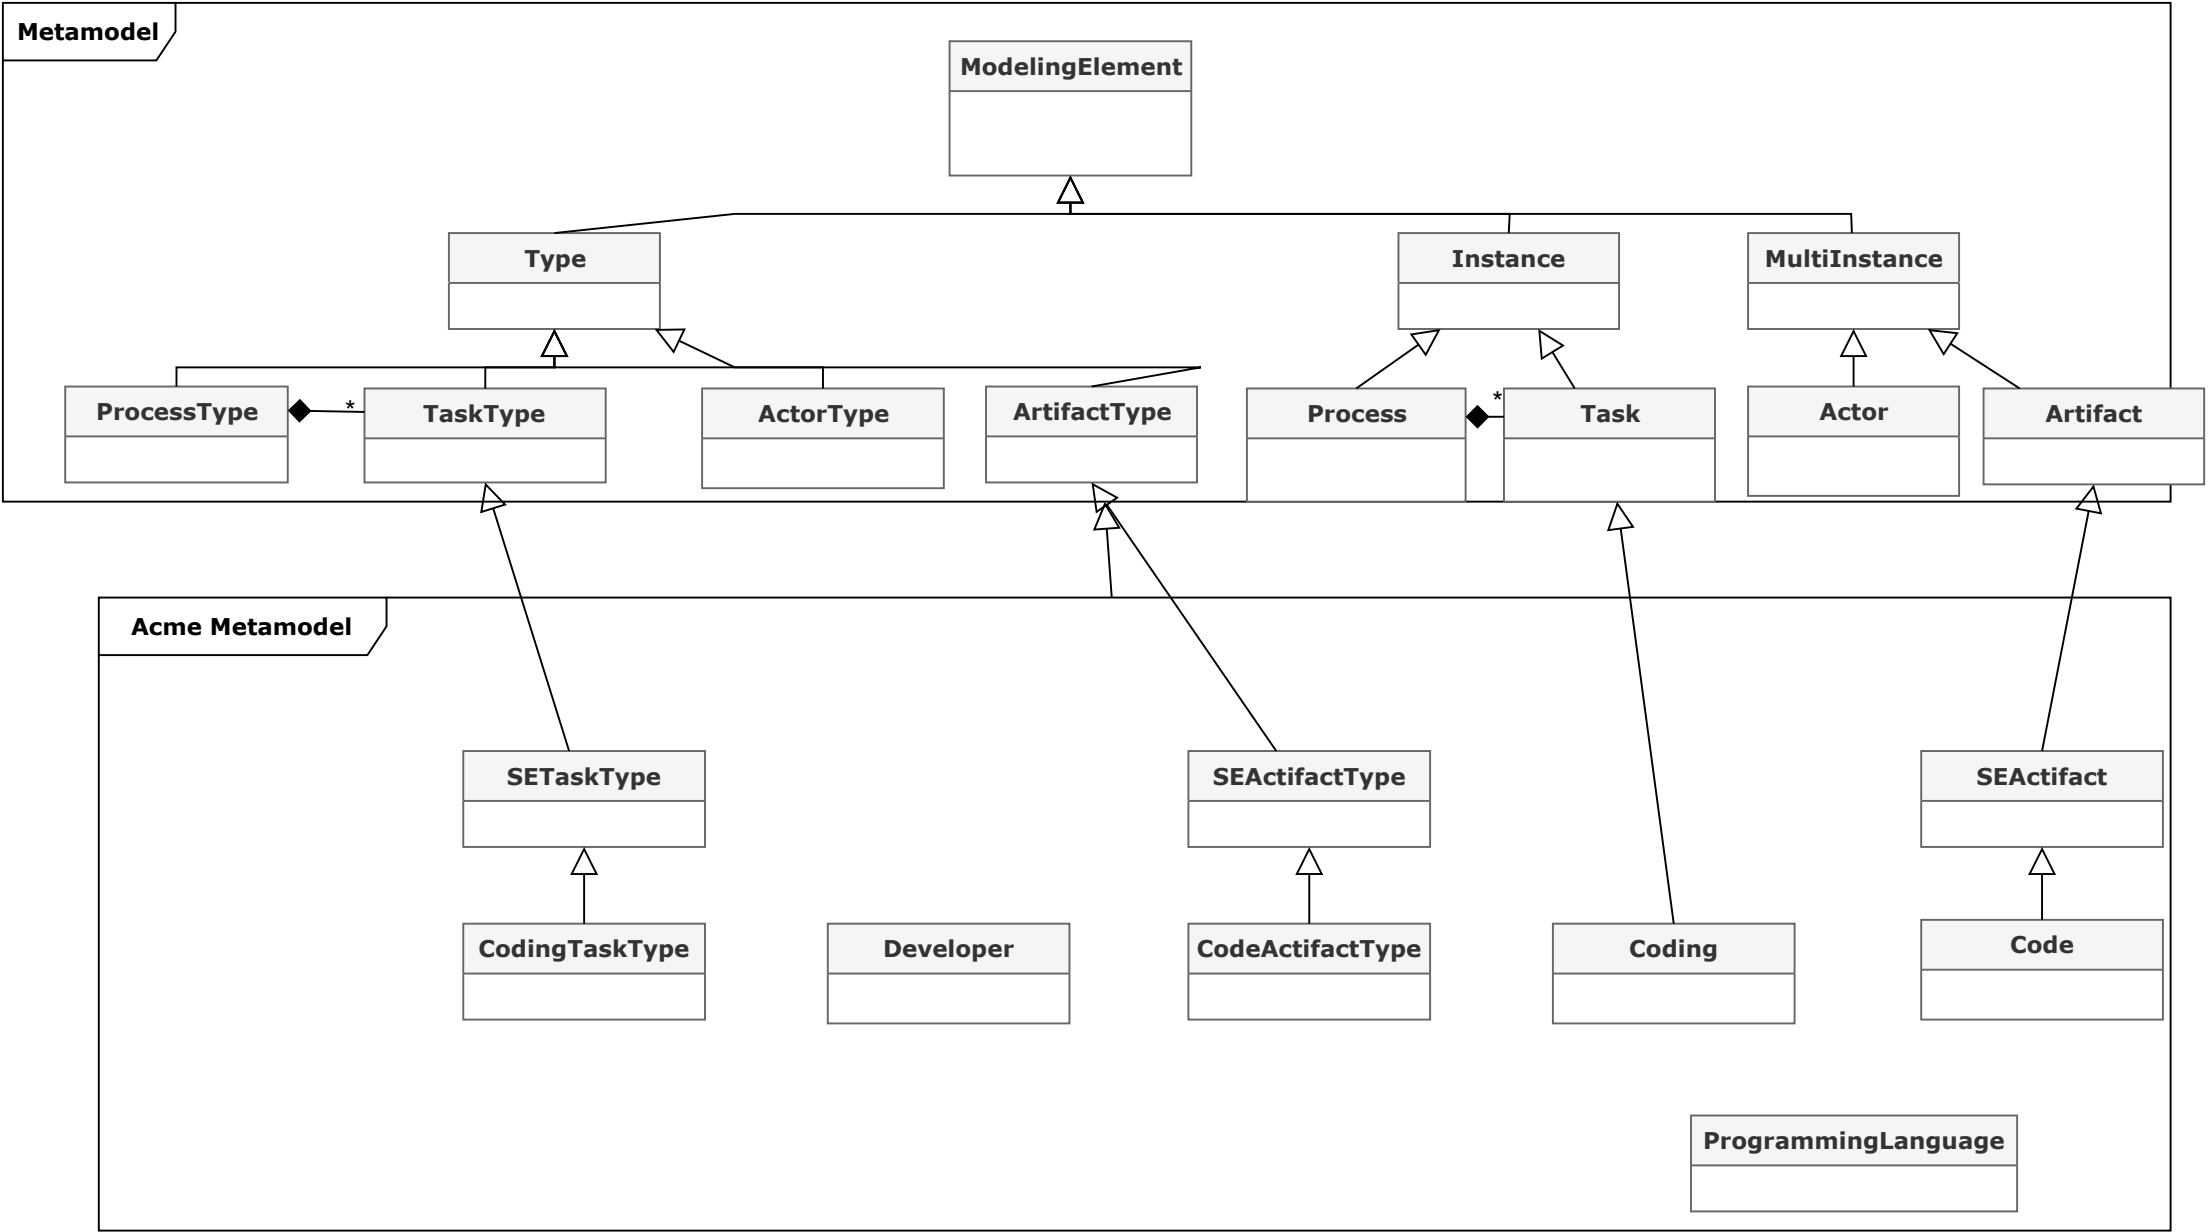 Metamodel
ModelingElement
Type
Instance
MultiInstance
ProcessType
*
TaskType
ActorType
ArtifactType
Process
*
Task
Actor
Artifact
Acme Metamodel
SETaskType
SEActifactType
SEActifact
CodingTaskType
Developer
CodeActifactType
Coding
Code
ProgrammingLanguage